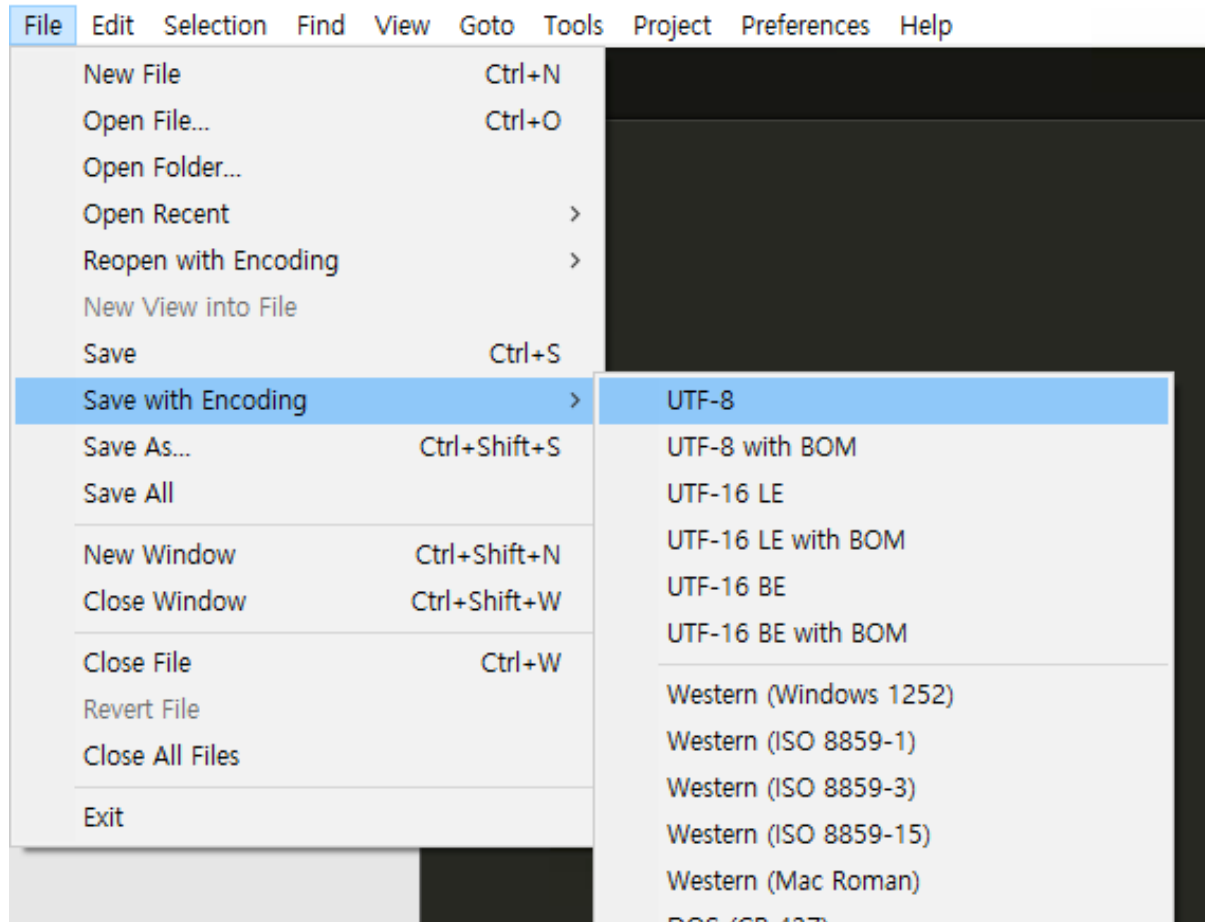 File Edit Selection Find View Goto Tools Project Preferences Help
New File Ctrl+N
Open File... Ctrl+O
Open Folder...
Open Recent
Reopen with Encoding
New View into File
Save Ctrl+S
Save with Encoding
Save As... Ctrl+Shift+S
Save All
New Window Ctrl+Shift+N
Close Window Ctrl+Shift+W
Close File Ctrl+W
Revert File
Close All Files
Exit
UTF-8
UTF-8 with BOM
UTF-16 LE
UTF-16 LE with BOM
UTF-16 BE
UTF-16 BE with BOM
Western (Windows 1252)
Western (ISO 8859-1)
Western (ISO 8859-3)
Western (ISO 8859-15)
Western (Mac Roman)
DOS (CP 437)